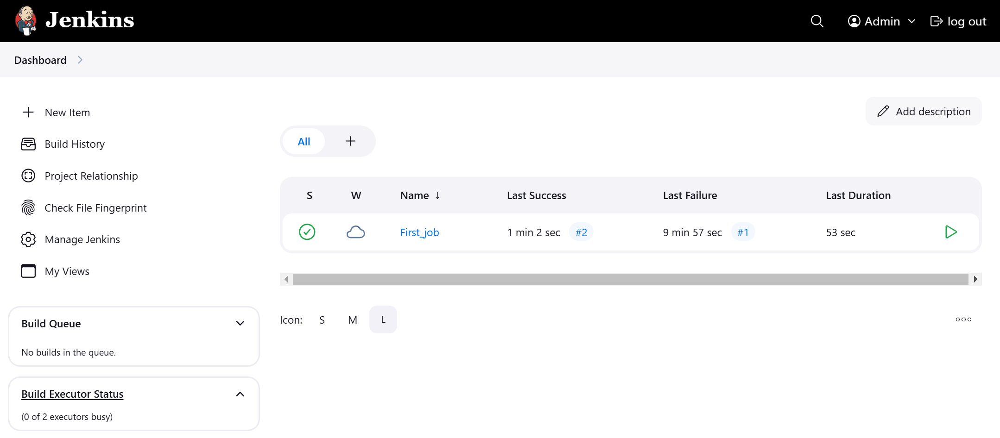 Jenkins
Admin
log out
Dashboard
New Item
Build History
Project Relationship
Check File Fingerprint
Manage Jenkins
My Views
Build Queue
No builds in the queue.
Build Executor Status
(0 of 2 executors busy)
Add description
All
S W Name ↓ Last Success Last Failure Last Duration
First_job 1 min 2 sec #2 9 min 57 sec #1 53 sec
Icon: S M L